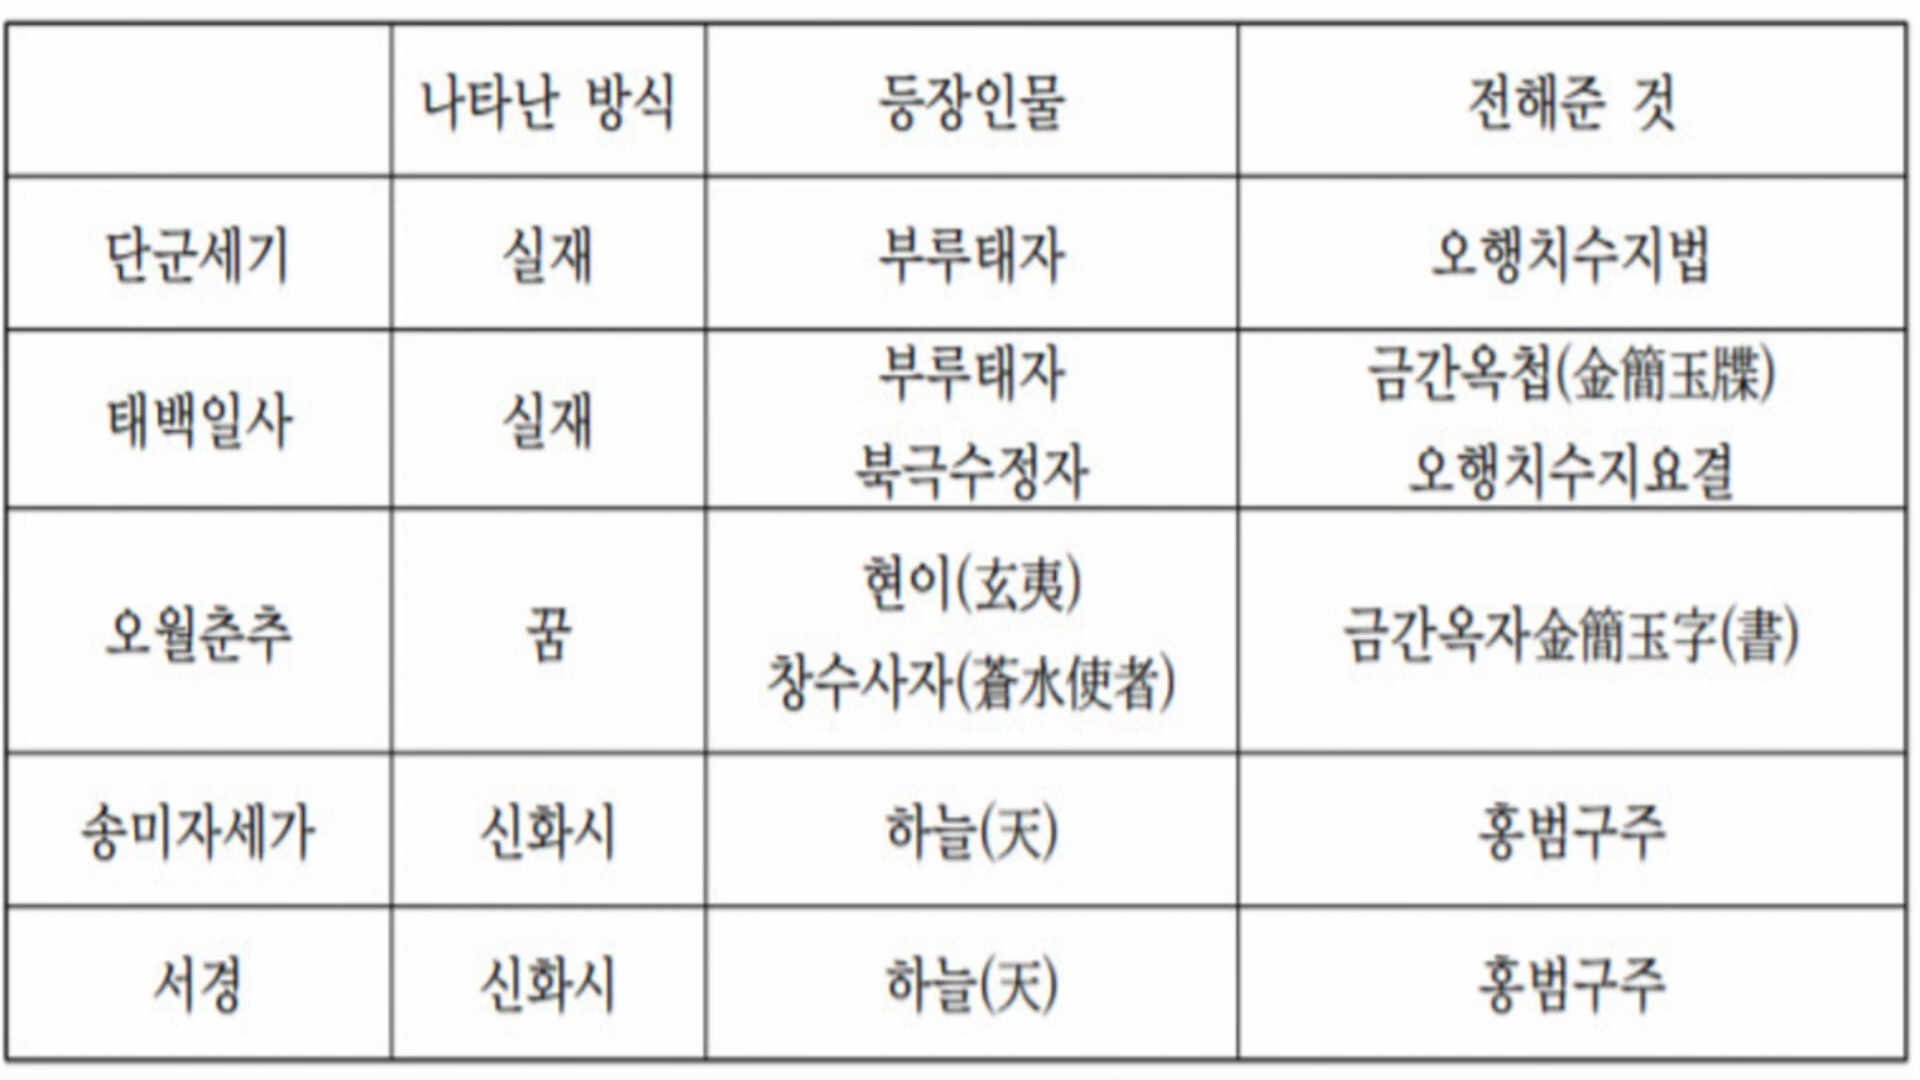 나타난 방식 등장인물 전해준 것
단군세기 실재 부루태자 오행치수지법
태백일사 실재 부루태자 금간옥첩(金簡玉牒)
북극수정자 오행치수지요결
오월춘추 꿈 현이(玄夷) 금간옥자金簡玉字(書)
창수사자(蒼水使者)
송미자세가 신화시 하늘(天) 홍범구주
서경 신화시 하늘(天) 홍범구주